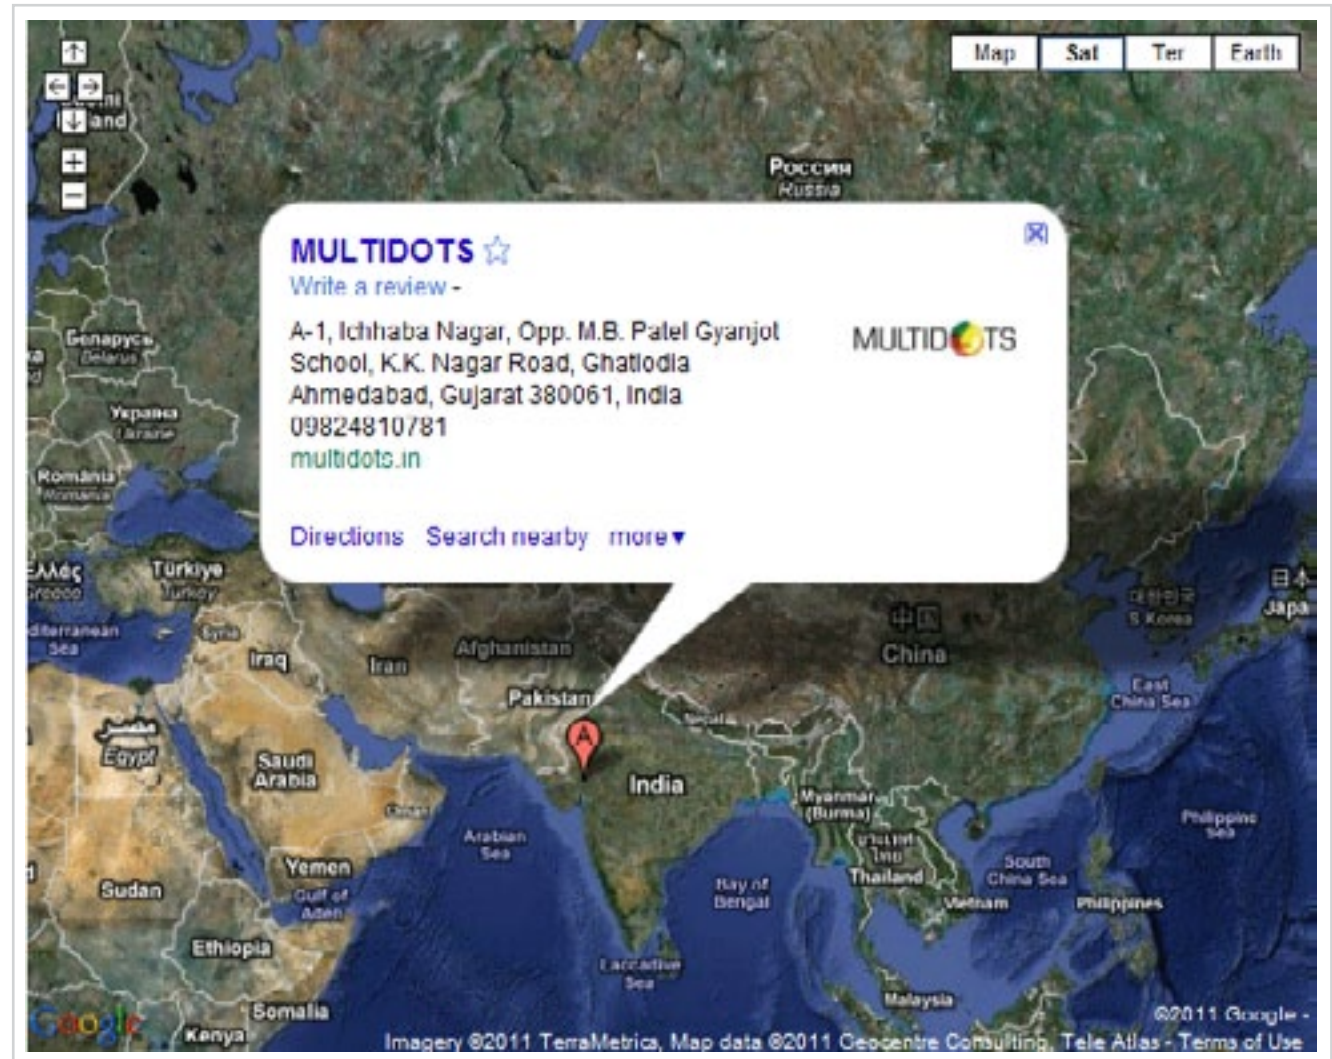 Map Sat Ter Earth
Россия
Russia
MULTIDOTS
Write a review -
A-1, Ichhaba Nagar, Opp. M.B. Patel Gyanjot
School, K.K. Nagar Road, Ghatlodia
Ahmedabad, Gujarat 380061, India
09824810781
multidots.in
MULTIDOTS
Directions Search nearby more▼
Беларусь
Belarus
Україна
Ukraine
România
Romania
Ελλάς
Greece
Türkiye
Turkey
Syria
Iraq
Iran
Afghanistan
Pakistan
Nepal
中国
China
대한민국
S Korea
日本
Japa
East
China Sea
Egypt
Saudi
Arabia
Oman
India
Myanmar
(Burma)
Arabian
Sea
Philippine
Sea
Yemen
Gulf of
Aden
Sudan
Bay of
Bengal
Thailand
South
China Sea
Vietnam
Philippines
Ethiopia
Laccadive
Sea
Somalia
Malaysia
Google
Kenya
©2011 Google -
Imagery ©2011 TerraMetrics, Map data ©2011 Geocentre Consulting, Tele Atlas - Terms of Use